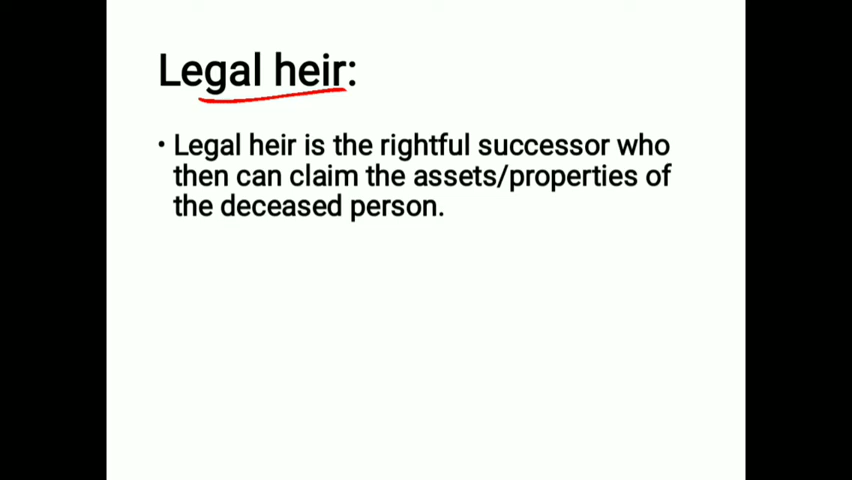 Legal heir:
• Legal heir is the rightful successor who
then can claim the assets/properties of
the deceased person.